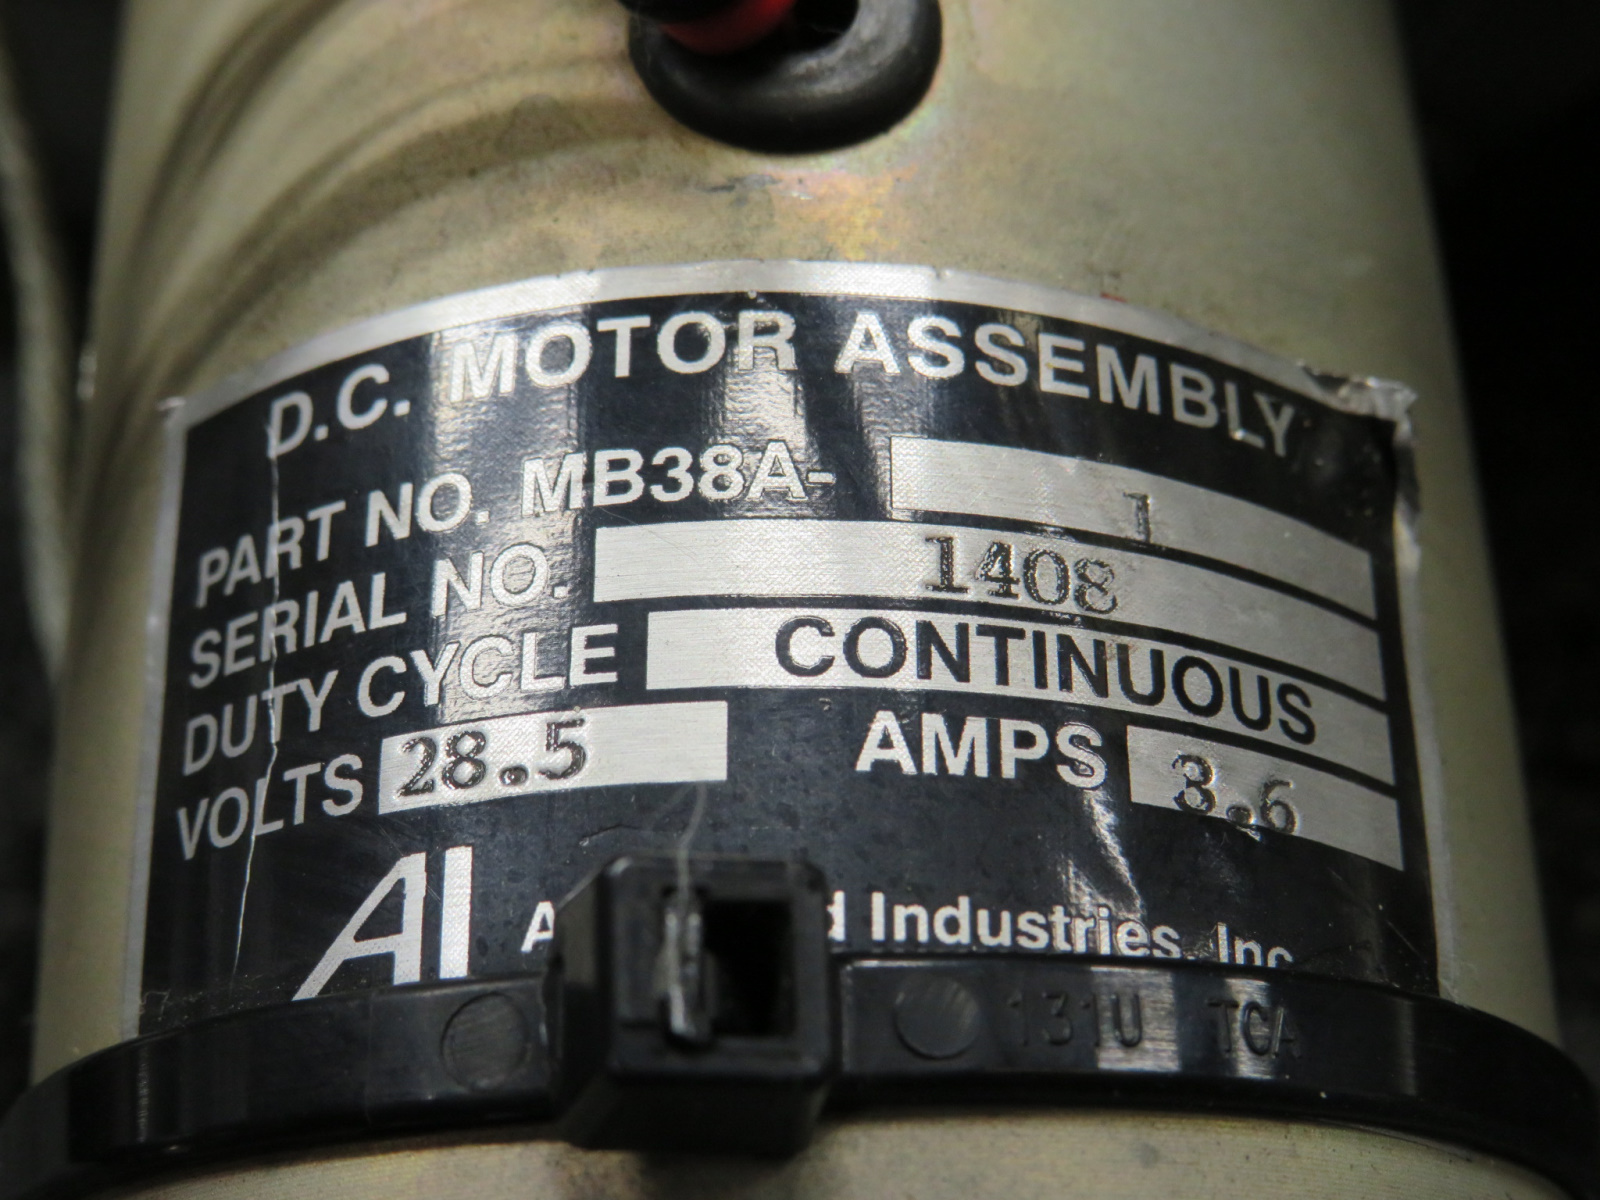 D.C. MOTOR ASSEMBLY
PART NO. MB38A- 1
SERIAL NO. 1408
DUTY CYCLE CONTINUOUS
VOLTS 28.5 AMPS 3.6
AI Industries, Inc
131U TCA